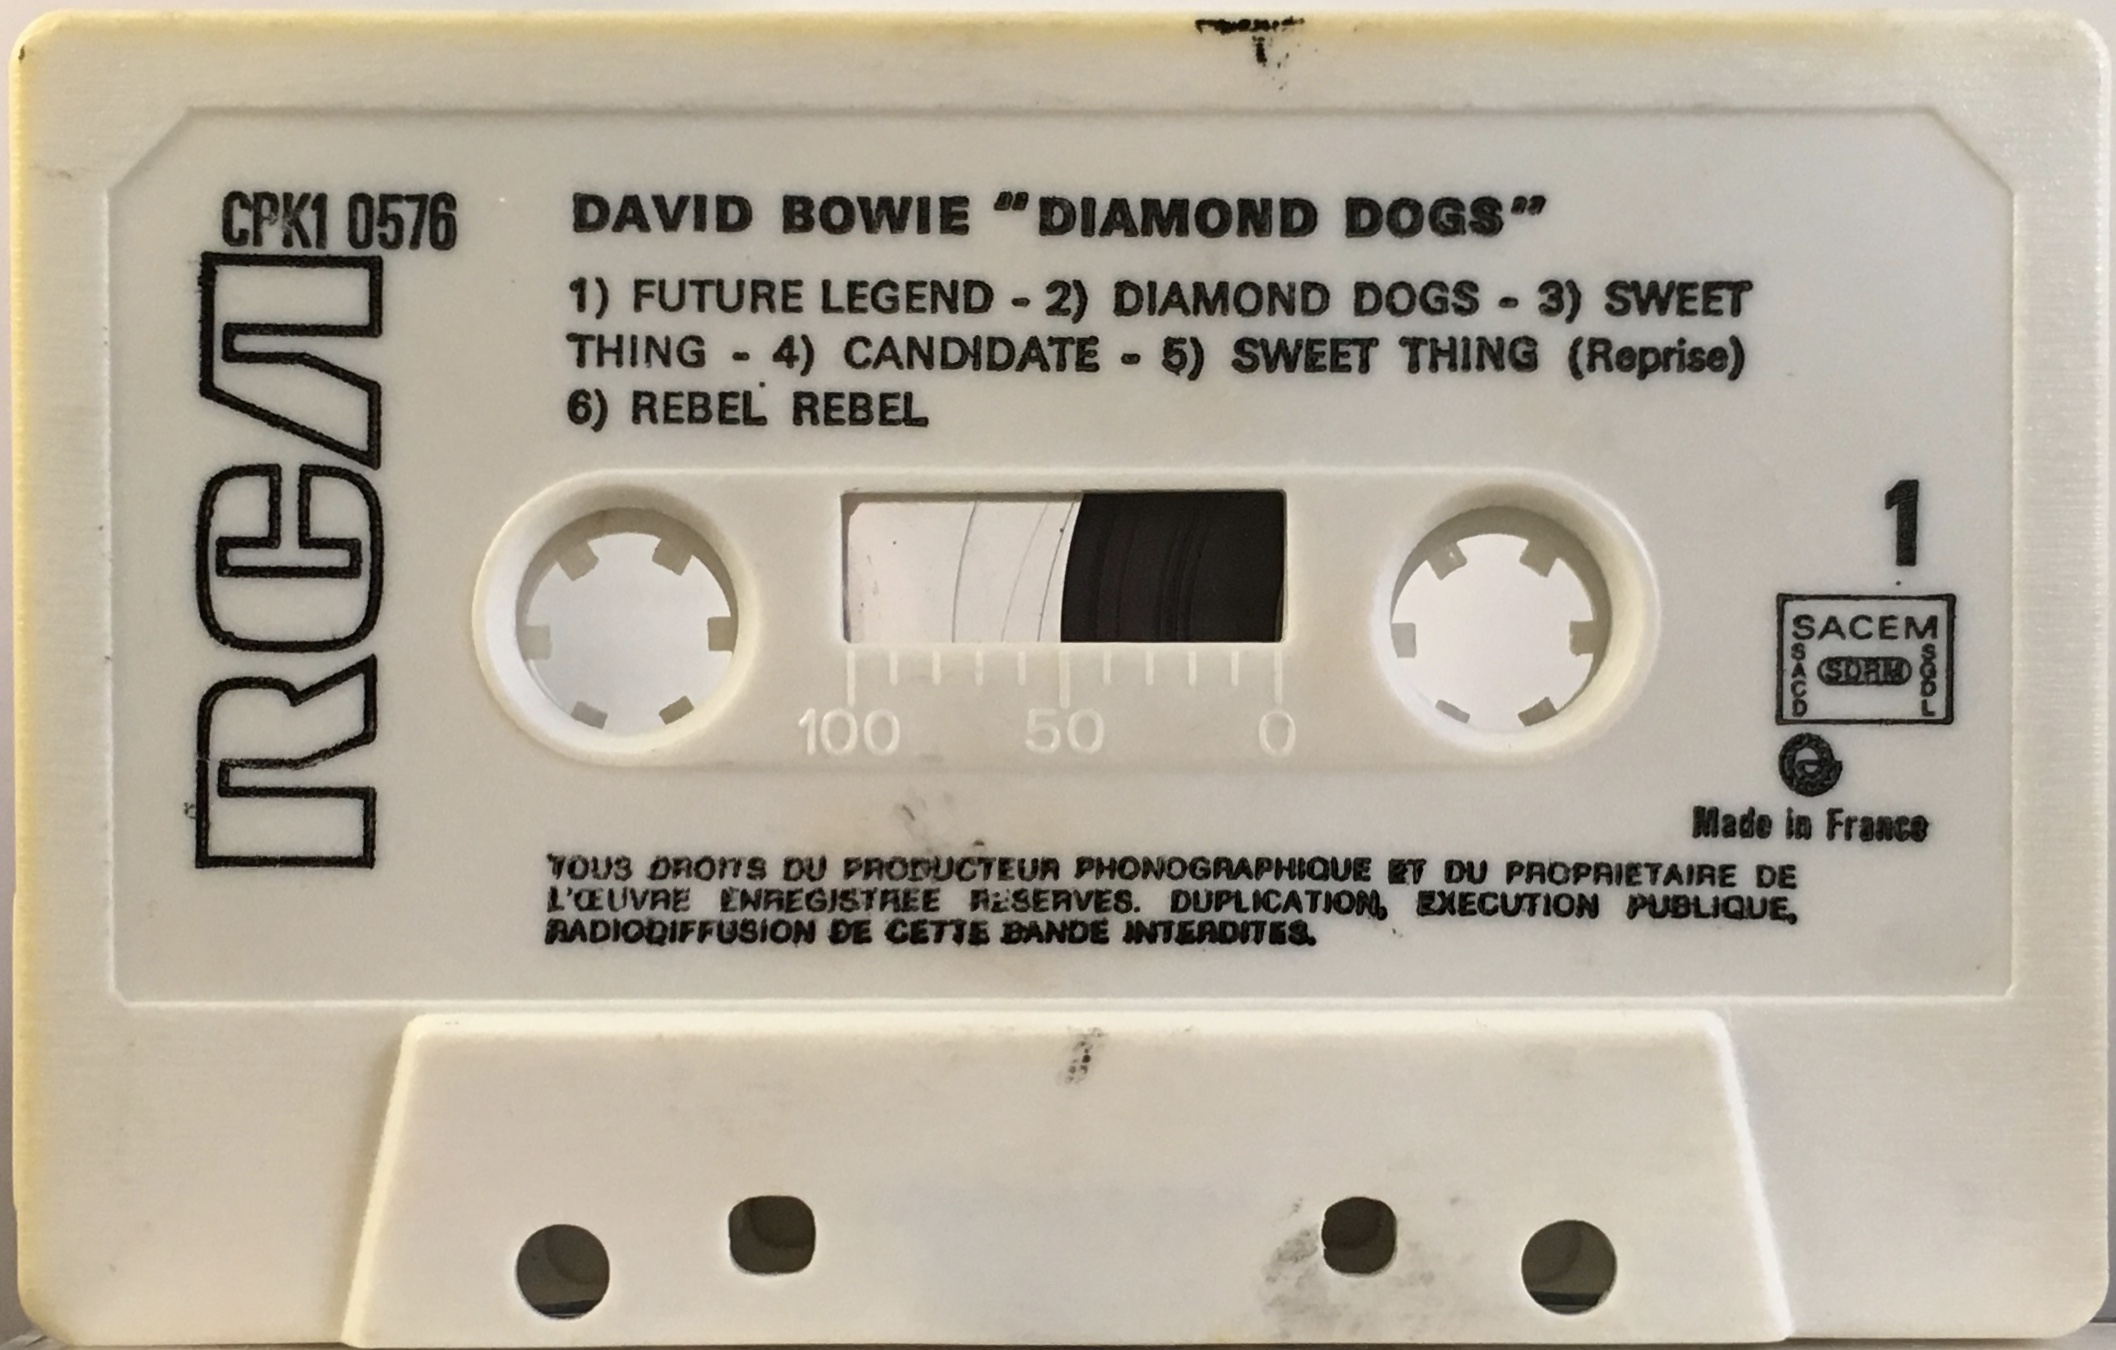 CPK1 0576
RCA
DAVID BOWIE "DIAMOND DOGS"
1) FUTURE LEGEND - 2) DIAMOND DOGS - 3) SWEET
THING - 4) CANDIDATE - 5) SWEET THING (Reprise)
6) REBEL REBEL
1
SACEM
SACD
SDRM
SGDL
100 50 0
Made in France
TOUS DROITS DU PRODUCTEUR PHONOGRAPHIQUE ET DU PROPRIETAIRE DE
L'ŒUVRE ENREGISTREE RESERVES. DUPLICATION, EXECUTION PUBLIQUE,
RADIODIFFUSION DE CETTE BANDE INTERDITES.